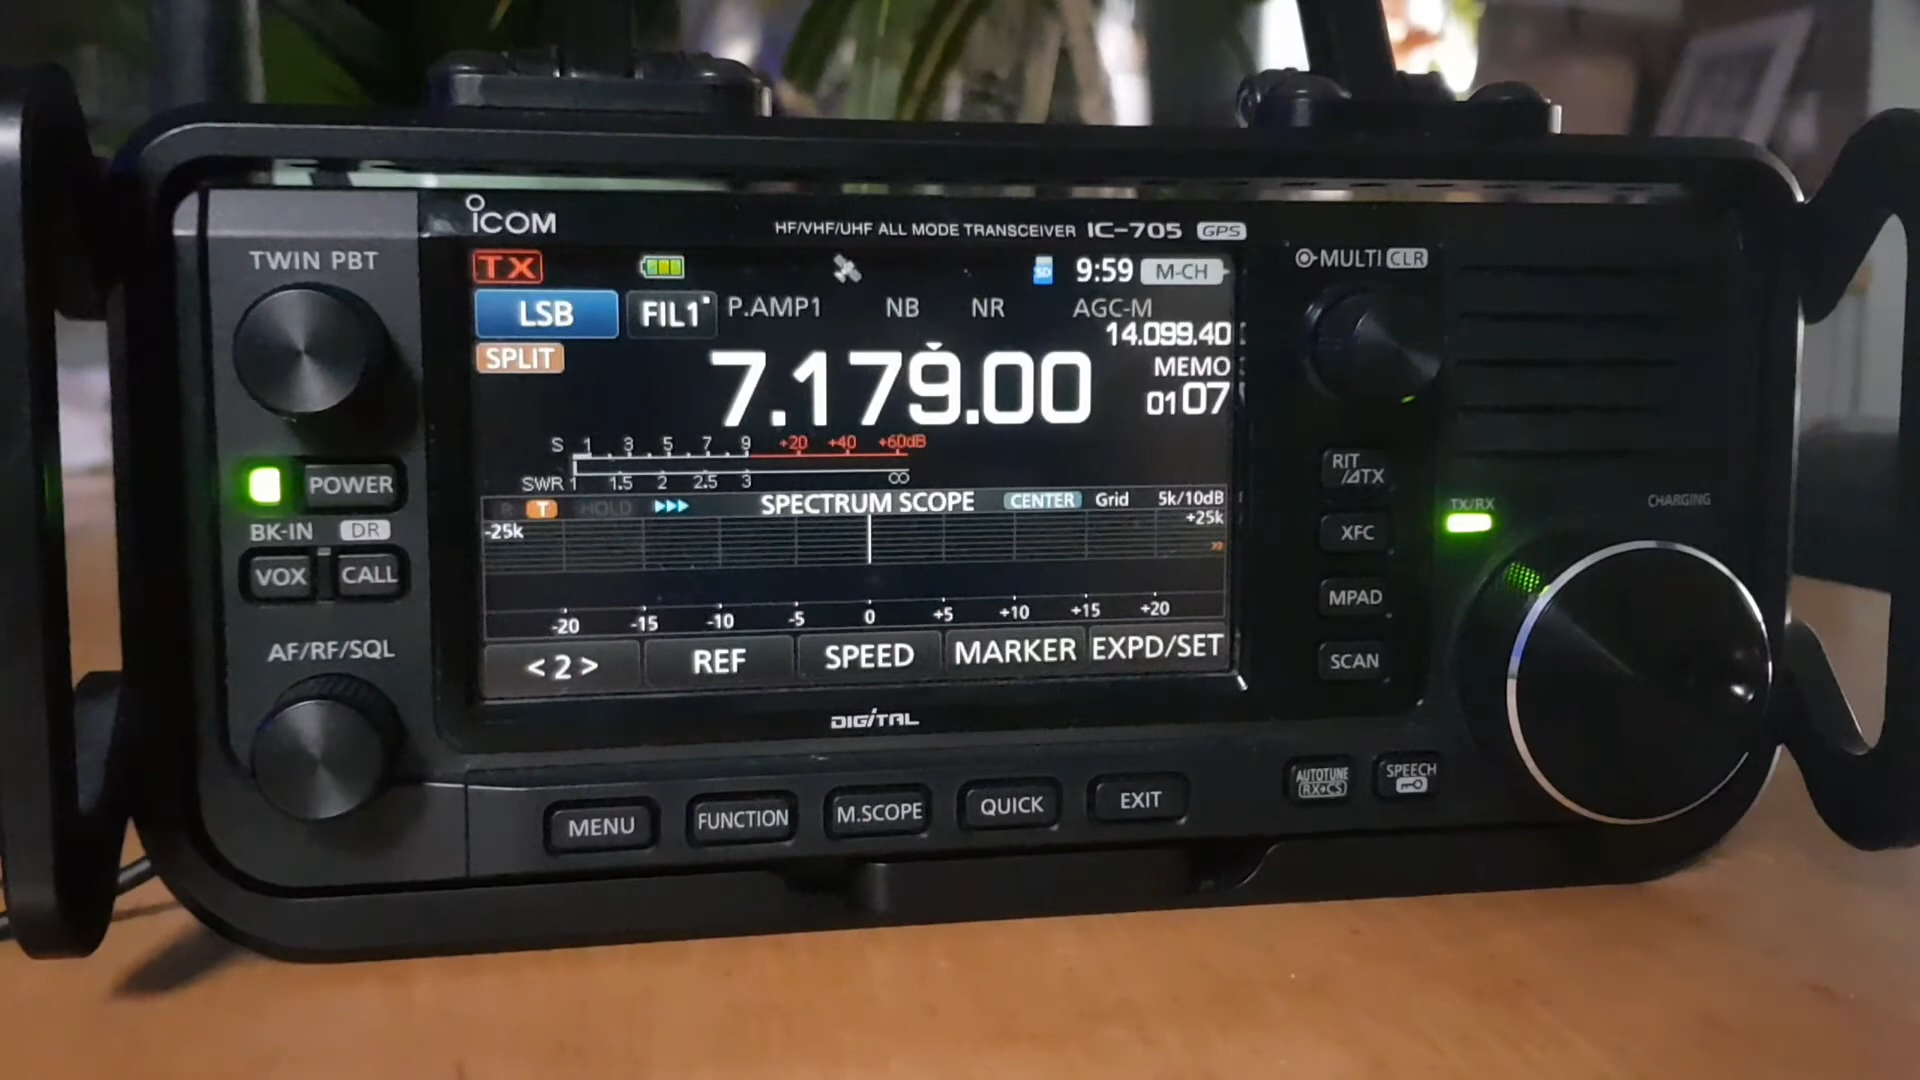 ICOM
HF/VHF/UHF ALL MODE TRANSCEIVER IC-705 GPS
TWIN PBT
MULTI CLR
TX
SD
9:59 M-CH
LSB FIL1 P.AMP1 NB NR AGC-M
14.099.40
SPLIT
7.179.00
MEMO
01 07
S 1 3 5 7 9 +20 +40 +60dB
SWR 1 1.5 2 2.5 3 ∞
R T HOLD SPECTRUM SCOPE CENTER Grid 5k/10dB
-25k +25k
-20 -15 -10 -5 0 +5 +10 +15 +20
< 2 > REF SPEED MARKER EXPD/SET
DIGITAL
POWER
BK-IN DR
VOX CALL
AF/RF/SQL
RIT
/⊿TX
XFC
MPAD
SCAN
TX/RX
CHARGING
MENU FUNCTION M.SCOPE QUICK EXIT
AUTOTUNE
RX→CS
SPEECH